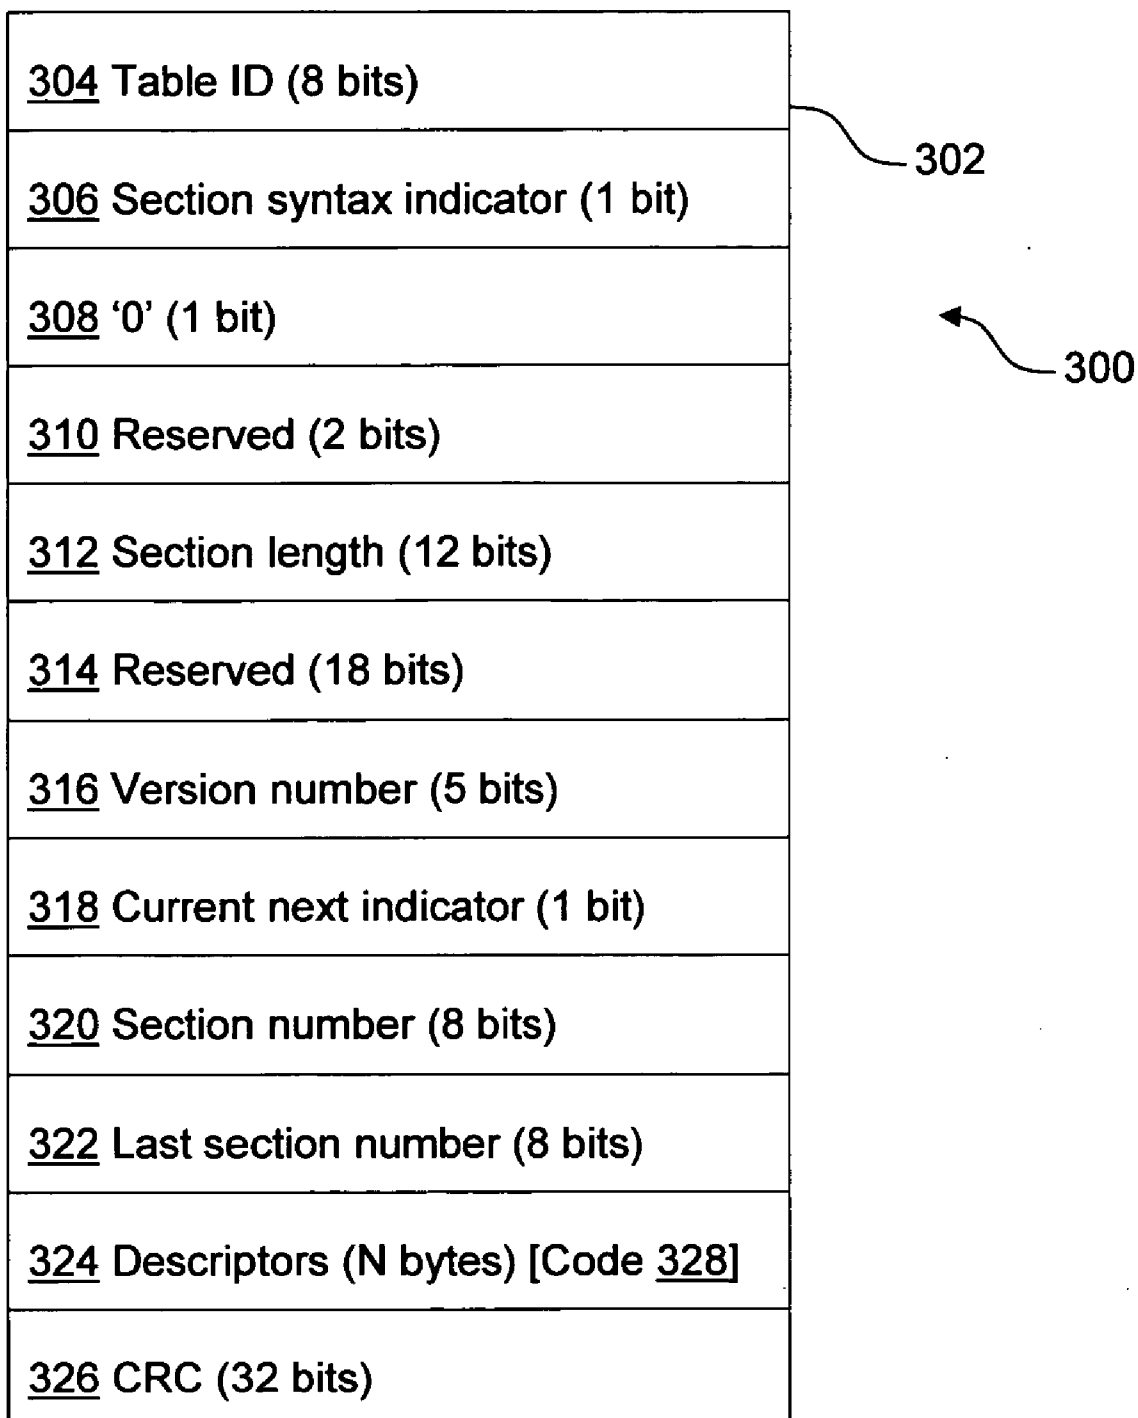 304 Table ID (8 bits)
302
306 Section syntax indicator (1 bit)
308 ‘0’ (1 bit)
300
310 Reserved (2 bits)
312 Section length (12 bits)
314 Reserved (18 bits)
316 Version number (5 bits)
318 Current next indicator (1 bit)
320 Section number (8 bits)
322 Last section number (8 bits)
324 Descriptors (N bytes) [Code 328]
326 CRC (32 bits)